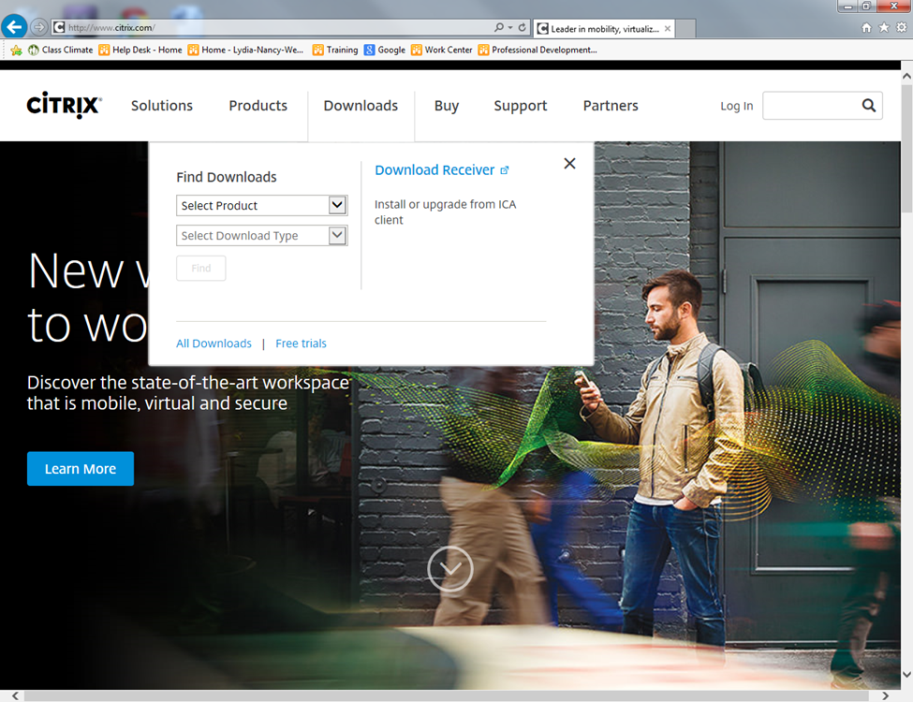 http://www.citrix.com/
Leader in mobility, virtualiz...
Class Climate
Help Desk - Home
Home - Lydia-Nancy-We...
Training
Google
Work Center
Professional Development...
CITRIX
Solutions
Products
Downloads
Buy
Support
Partners
Log In
Find Downloads
Select Product
Select Download Type
Find
All Downloads | Free trials
Download Receiver
Install or upgrade from ICA
client
New
to wo
Discover the state-of-the-art workspace
that is mobile, virtual and secure
Learn More